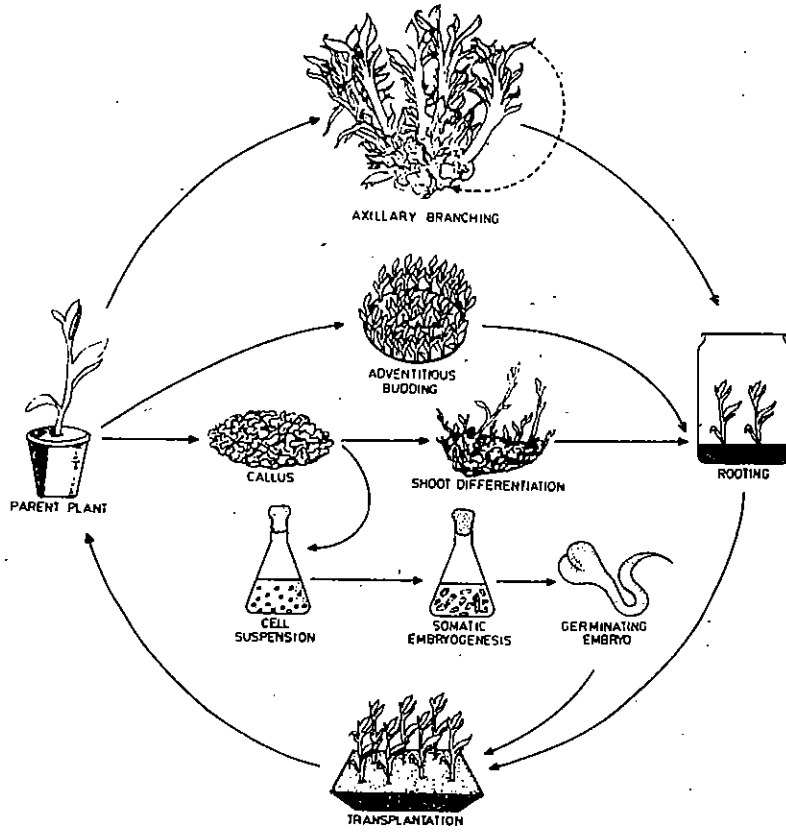 AXILLARY BRANCHING
ADVENTITIOUS
BUDDING
CALLUS
SHOOT DIFFERENTIATION
ROOTING
PARENT PLANT
CELL
SUSPENSION
SOMATIC
EMBRYOGENESIS
GERMINATING
EMBRYO
TRANSPLANTATION